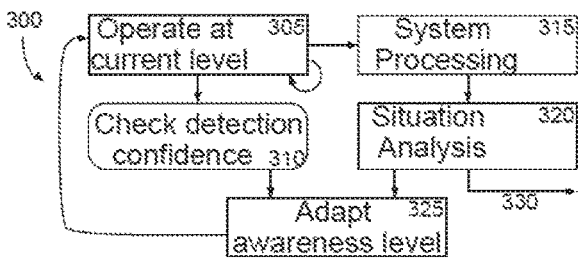 300
Operate at 305
current level
System 315
Processing
Check detection
confidence 310
Situation 320
Analysis
330
Adapt 325
awareness level